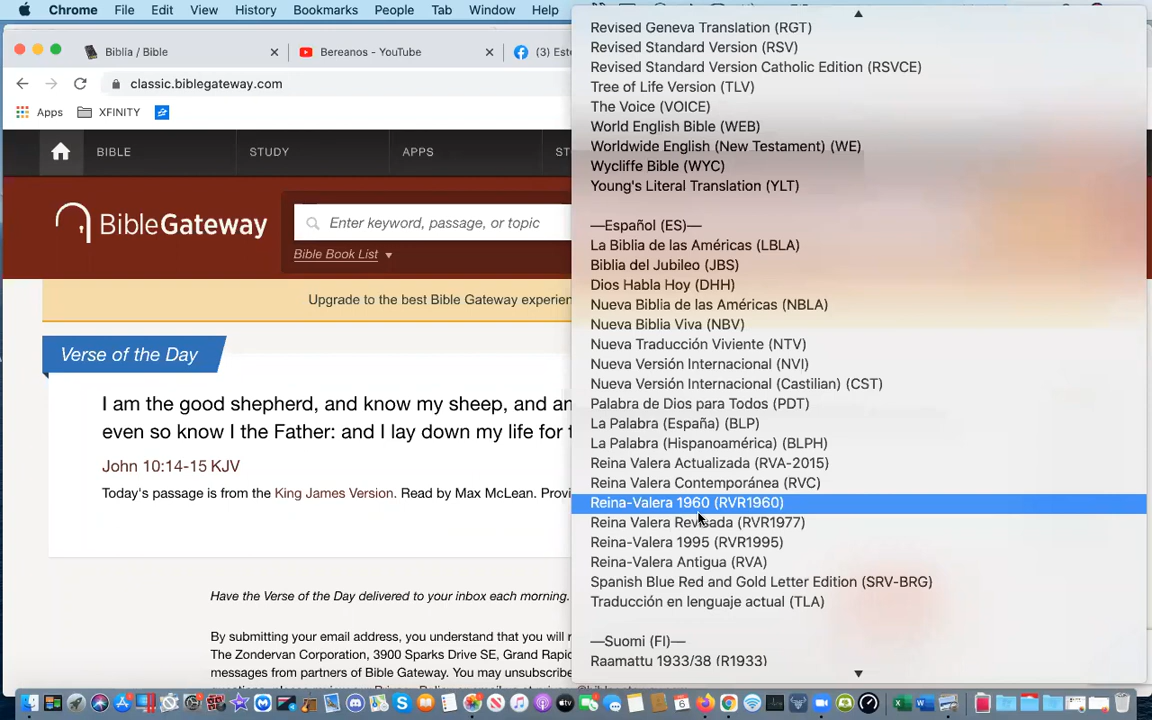 Chrome File Edit View History Bookmarks People Tab Window Help
Biblia / Bible
Bereanos - YouTube
classic.biblegateway.com
Apps XFINITY
BIBLE STUDY APPS
BibleGateway
Enter keyword, passage, or topic
Bible Book List
Upgrade to the best Bible Gateway
Verse of the Day
I am the good shepherd, and know my sheep, and
even so know I the Father: and I lay down my life for
John 10:14-15 KJV
Today's passage is from the King James Version. Read by Max McLean.
Have the Verse of the Day delivered to your inbox each morning.
By submitting your email address, you understand that you will
The Zondervan Corporation, 3900 Sparks Drive SE, Grand
messages from partners of Bible Gateway. You may
Revised Geneva Translation (RGT)
Revised Standard Version (RSV)
Revised Standard Version Catholic Edition (RSVCE)
Tree of Life Version (TLV)
The Voice (VOICE)
World English Bible (WEB)
Worldwide English (New Testament) (WE)
Wycliffe Bible (WYC)
Young's Literal Translation (YLT)
—Español (ES)—
La Biblia de las Américas (LBLA)
Biblia del Jubileo (JBS)
Dios Habla Hoy (DHH)
Nueva Biblia de las Américas (NBLA)
Nueva Biblia Viva (NBV)
Nueva Traducción Viviente (NTV)
Nueva Versión Internacional (NVI)
Nueva Versión Internacional (Castilian) (CST)
Palabra de Dios para Todos (PDT)
La Palabra (España) (BLP)
La Palabra (Hispanoamérica) (BLPH)
Reina Valera Actualizada (RVA-2015)
Reina Valera Contemporánea (RVC)
Reina-Valera 1960 (RVR1960)
Reina Valera Revisada (RVR1977)
Reina-Valera 1995 (RVR1995)
Reina-Valera Antigua (RVA)
Spanish Blue Red and Gold Letter Edition (SRV-BRG)
Traducción en lenguaje actual (TLA)
—Suomi (FI)—
Raamattu 1933/38 (R1933)